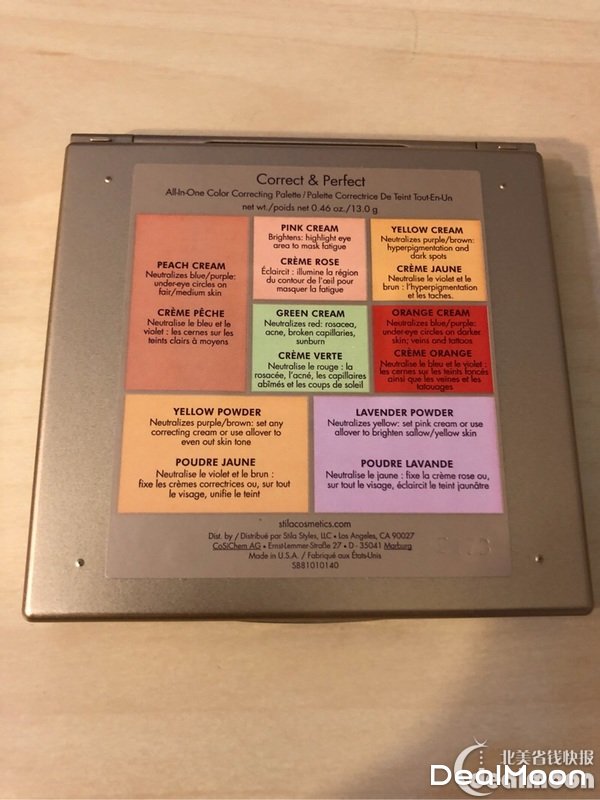 Correct & Perfect
All-In-One Color Correcting Palette / Palette Correctrice De Teint Tout-En-Un
net wt./poids net 0.46 oz./13.0 g
PEACH CREAM
Neutralizes blue/purple:
under-eye circles on
fair/medium skin
CRÈME PÊCHE
Neutralise le bleu et le
violet : les cernes sur les
teints clairs à moyens
PINK CREAM
Brightens: highlight eye
area to mask fatigue
CRÈME ROSE
Éclaircit : illumine la région
du contour de l'œil pour
masquer la fatigue
YELLOW CREAM
Neutralizes purple/brown:
hyperpigmentation and
dark spots
CRÈME JAUNE
Neutralise le violet et le
brun : l'hyperpigmentation
et les taches.
GREEN CREAM
Neutralizes red: rosacea,
acne, broken capillaries,
sunburn
CRÈME VERTE
Neutralise le rouge : la
rosacée, l'acné, les capillaires
abîmés et les coups de soleil
ORANGE CREAM
Neutralizes blue/purple:
under-eye circles on darker
skin; veins and tattoos
CRÈME ORANGE
Neutralise le bleu et le violet :
les cernes sur les teints foncés
ainsi que les veines et les
tatouages
YELLOW POWDER
Neutralizes purple/brown: set any
correcting cream or use allover to
even out skin tone
POUDRE JAUNE
Neutralise le violet et le brun :
fixe les crèmes correctrices ou, sur tout
le visage, unifie le teint
LAVENDER POWDER
Neutralizes yellow: set pink cream or use
allover to brighten sallow/yellow skin
POUDRE LAVANDE
Neutralise le jaune : fixe la crème rose ou,
sur tout le visage, éclaircit le teint jaunâtre
stilacosmetics.com
Dist. by / Distribué par Stila Styles, LLC • Los Angeles, CA 90027
CoSiChem AG • Ernst-Lemmer-Straße 27 • D - 35041 Marburg
Made in U.S.A. / Fabriqué aux États-Unis
SB81010140
北美省钱快报
DealMoon
Dealmoon